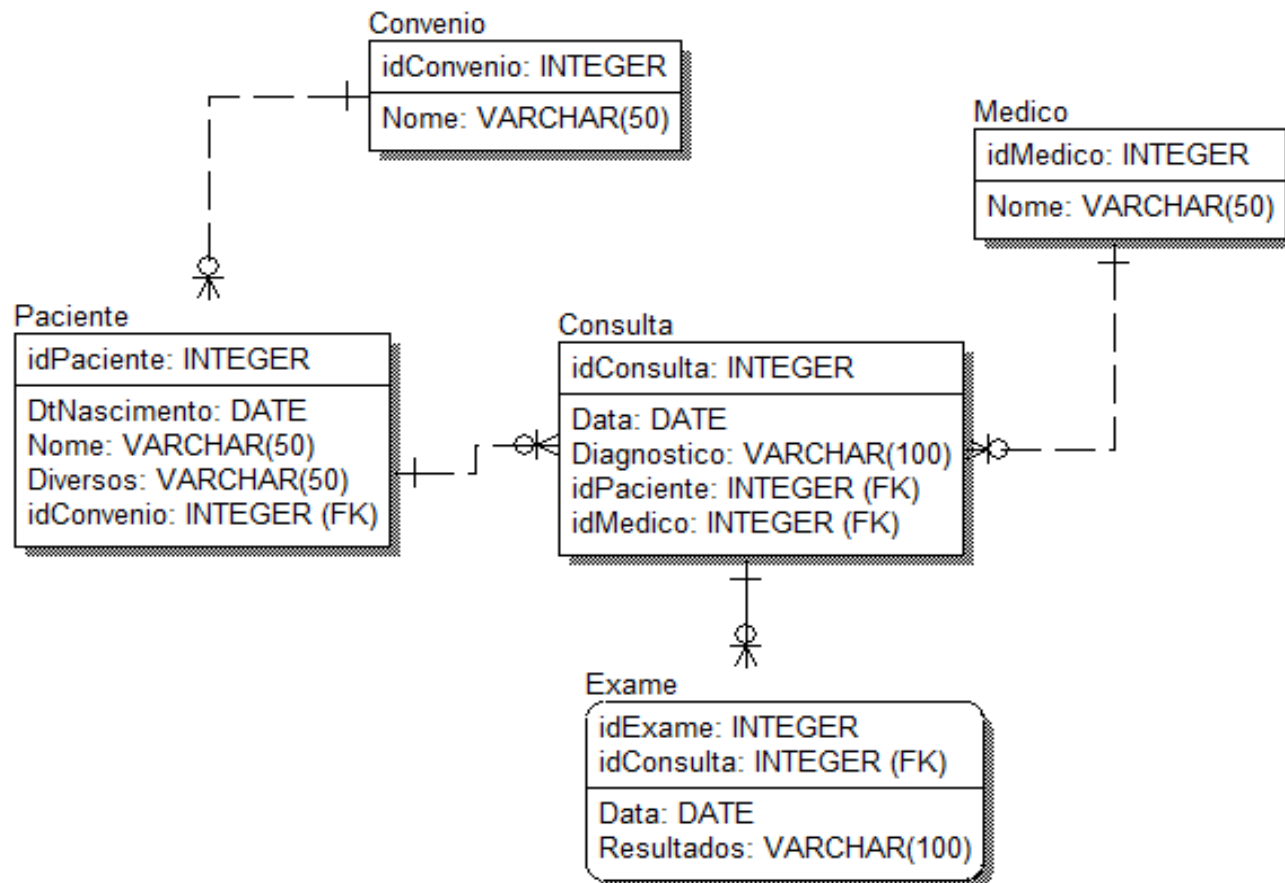 Convenio
idConvenio: INTEGER
Nome: VARCHAR(50)
Medico
idMedico: INTEGER
Nome: VARCHAR(50)
Paciente
idPaciente: INTEGER
DtNascimento: DATE
Nome: VARCHAR(50)
Diversos: VARCHAR(50)
idConvenio: INTEGER (FK)
Consulta
idConsulta: INTEGER
Data: DATE
Diagnostico: VARCHAR(100)
idPaciente: INTEGER (FK)
idMedico: INTEGER (FK)
Exame
idExame: INTEGER
idConsulta: INTEGER (FK)
Data: DATE
Resultados: VARCHAR(100)